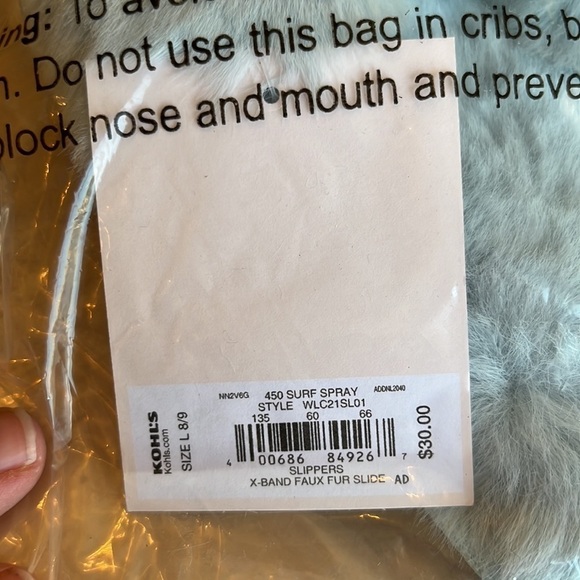 ing: To avoi
n. Do not use this bag in cribs, b
block nose and mouth and preve
NN2V6G 450 SURF SPRAY ADDNL2040
STYLE WLC21SL01
135 60 66
4 00686 84926 7
SLIPPERS
X-BAND FAUX FUR SLIDE AD
KOHL'S
Kohls.com
SIZE L 8/9
$30.00